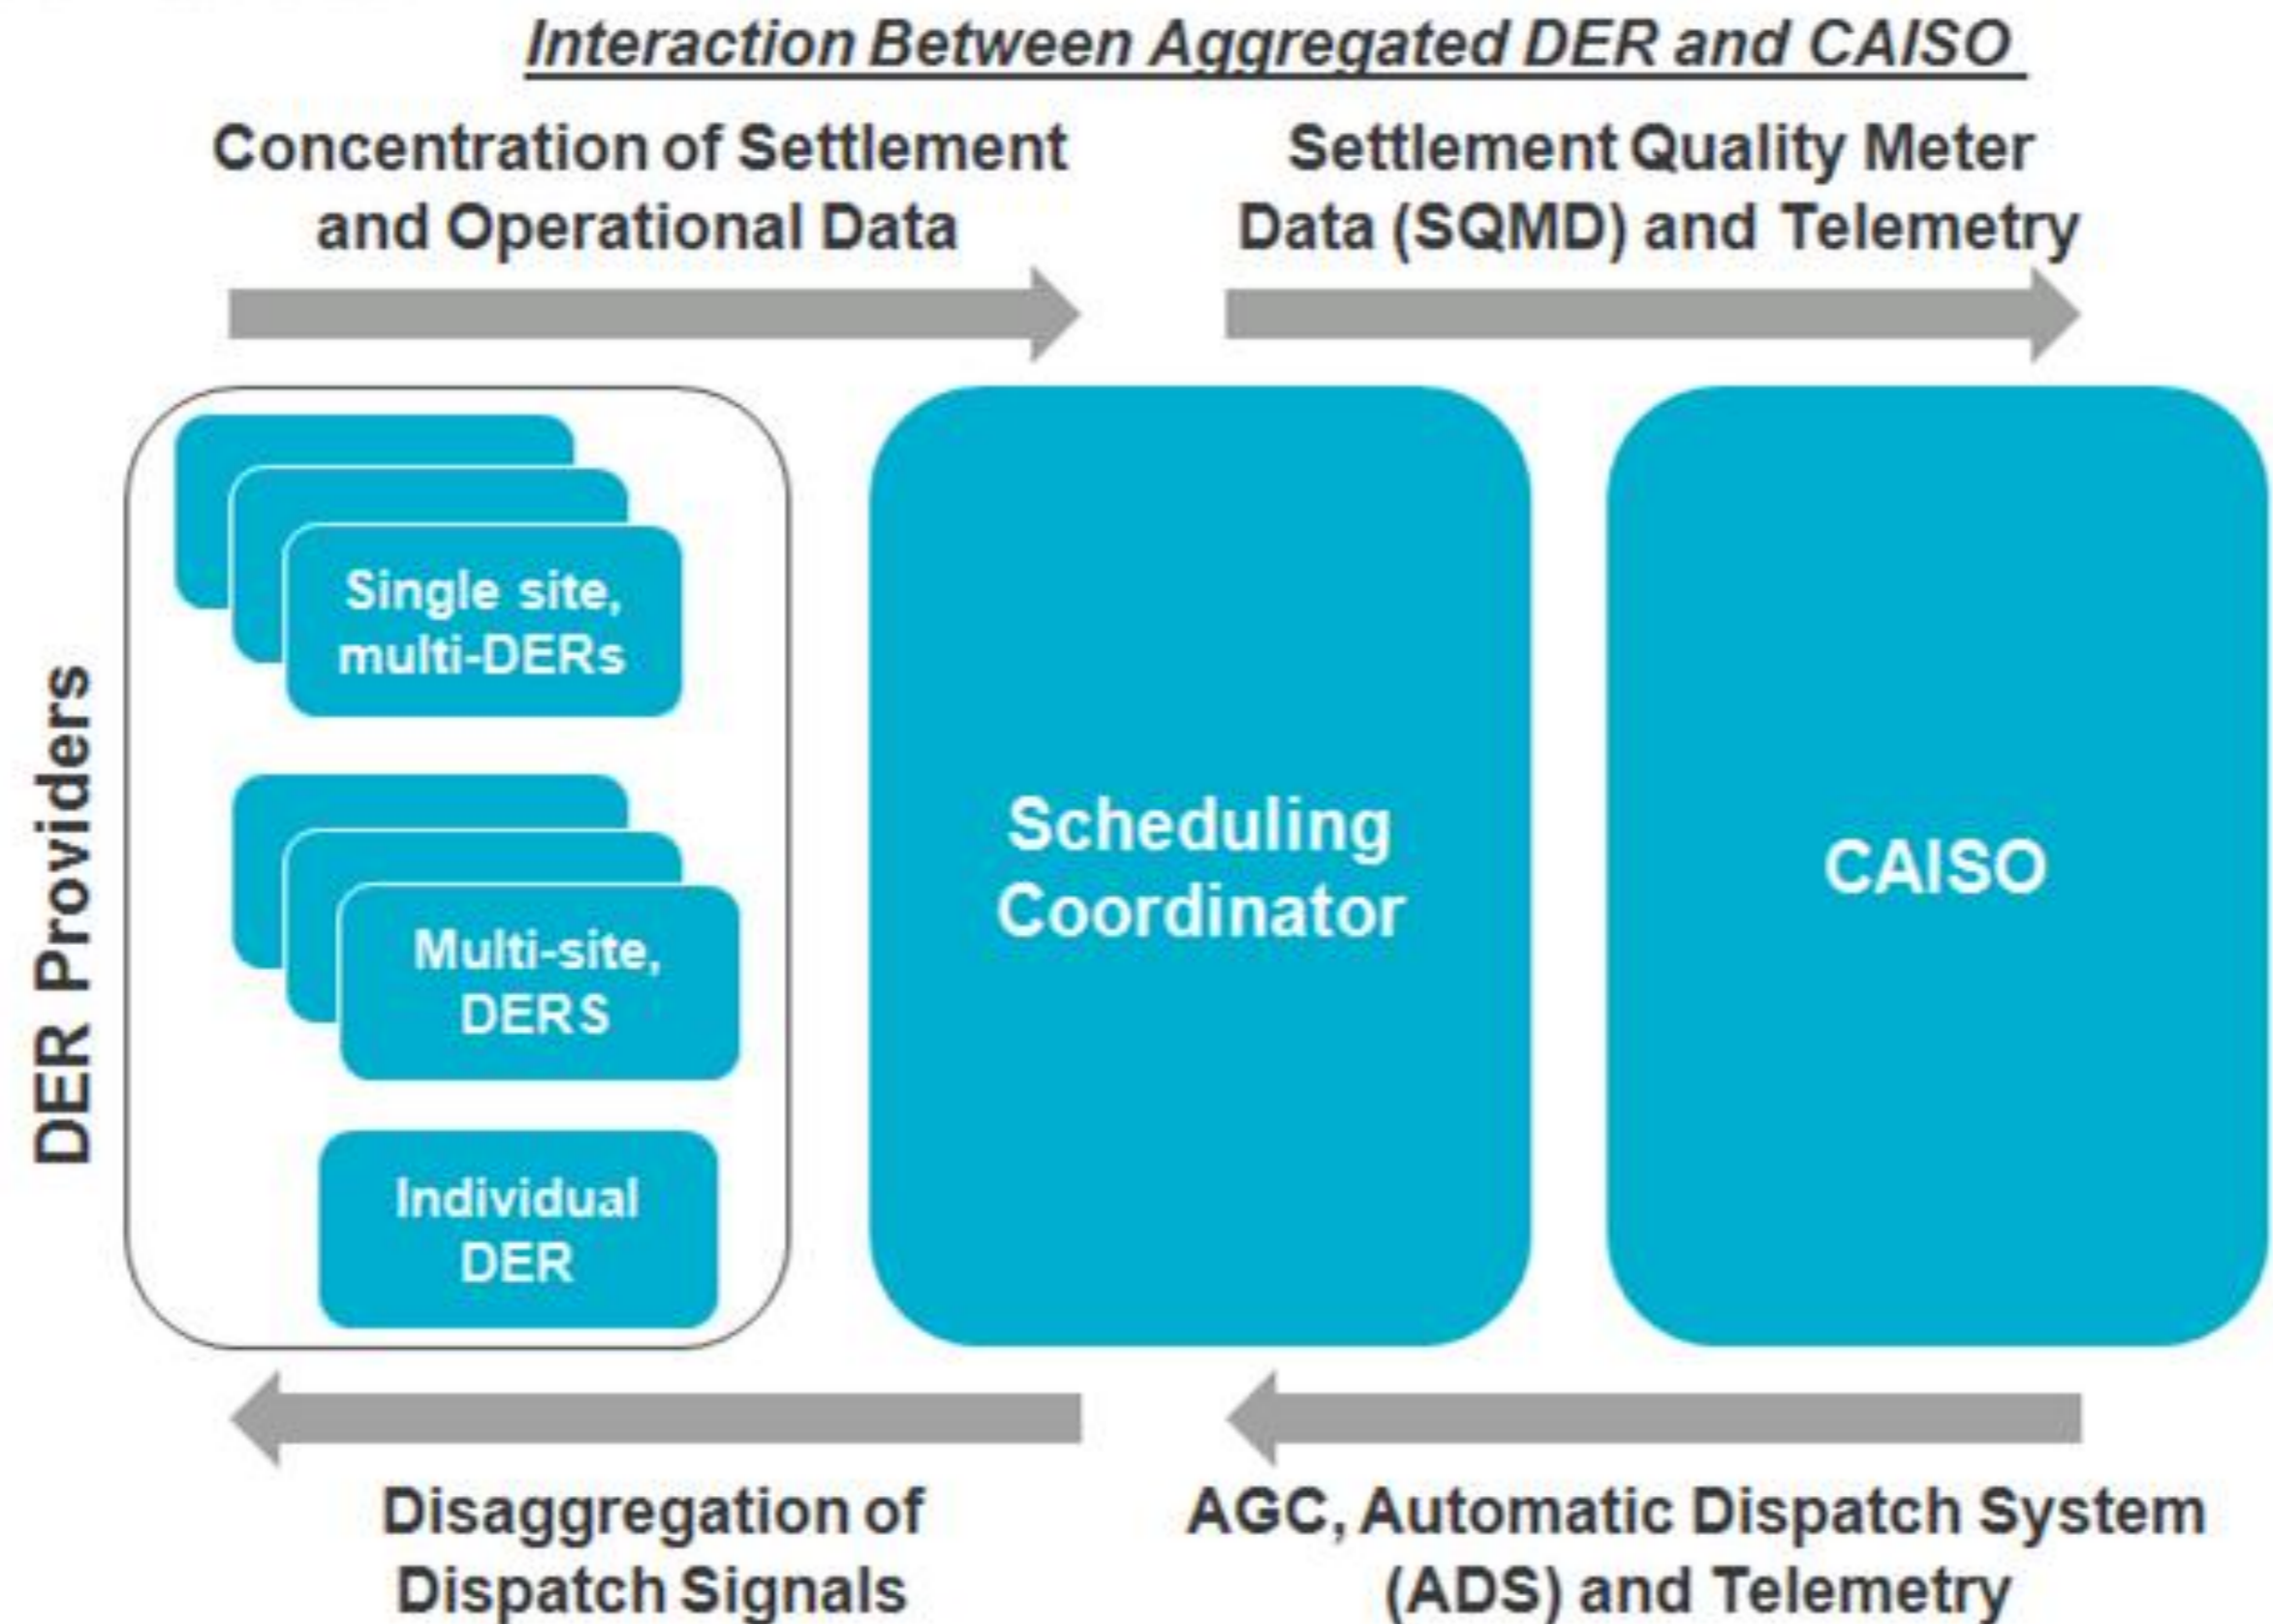 Interaction Between Aggregated DER and CAISO
Concentration of Settlement
and Operational Data
Settlement Quality Meter
Data (SQMD) and Telemetry
DER Providers
Single site,
multi-DERs
Multi-site,
DERS
Individual
DER
Scheduling
Coordinator
CAISO
Disaggregation of
Dispatch Signals
AGC, Automatic Dispatch System
(ADS) and Telemetry